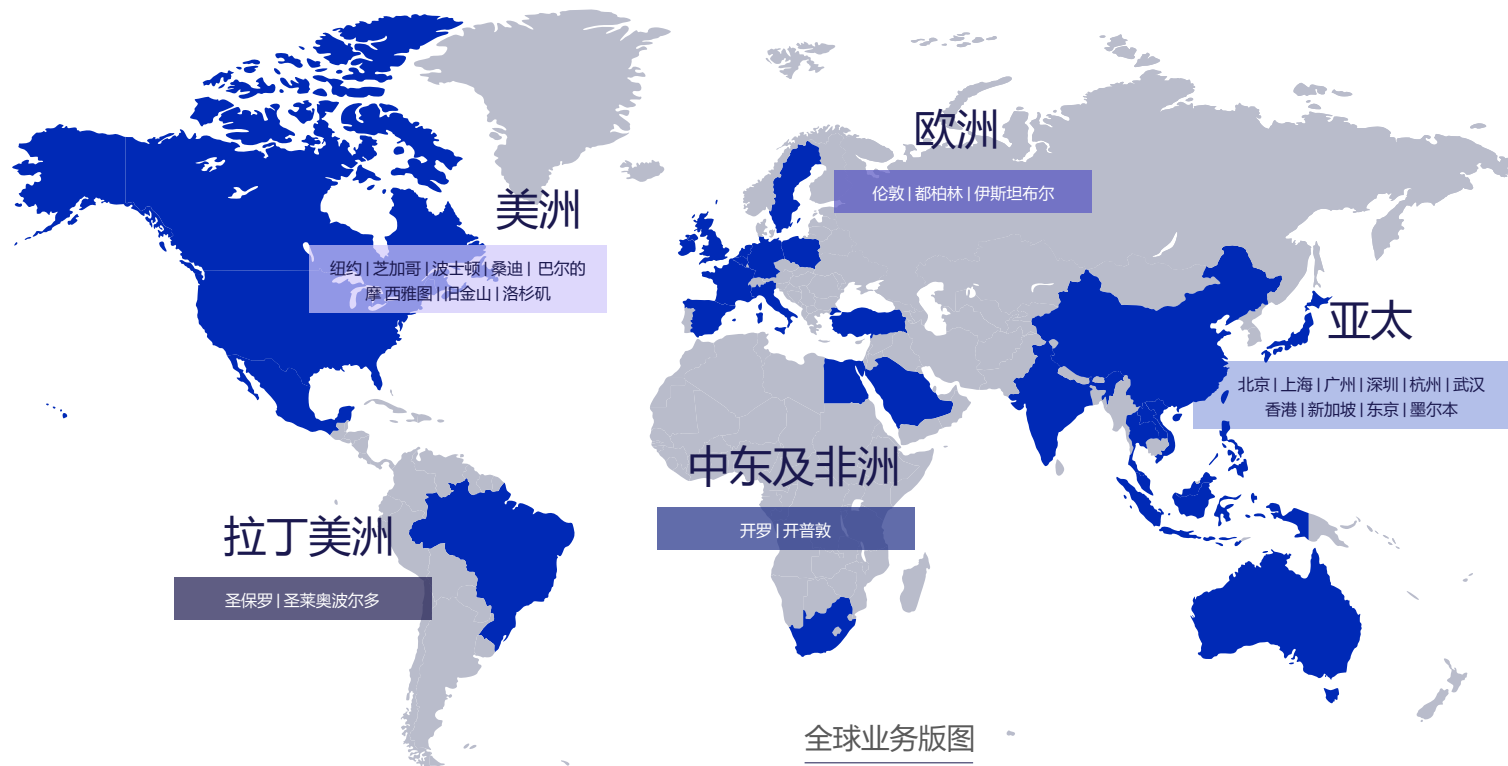 欧洲
伦敦 | 都柏林 | 伊斯坦布尔
美洲
纽约 | 芝加哥 | 波士顿 | 桑迪 | 巴尔的
摩 西雅图 | 旧金山 | 洛杉矶
亚太
北京 | 上海 | 广州 | 深圳 | 杭州 | 武汉
香港 | 新加坡 | 东京 | 墨尔本
中东及非洲
开罗 | 开普敦
拉丁美洲
圣保罗 | 圣莱奥波尔多
全球业务版图